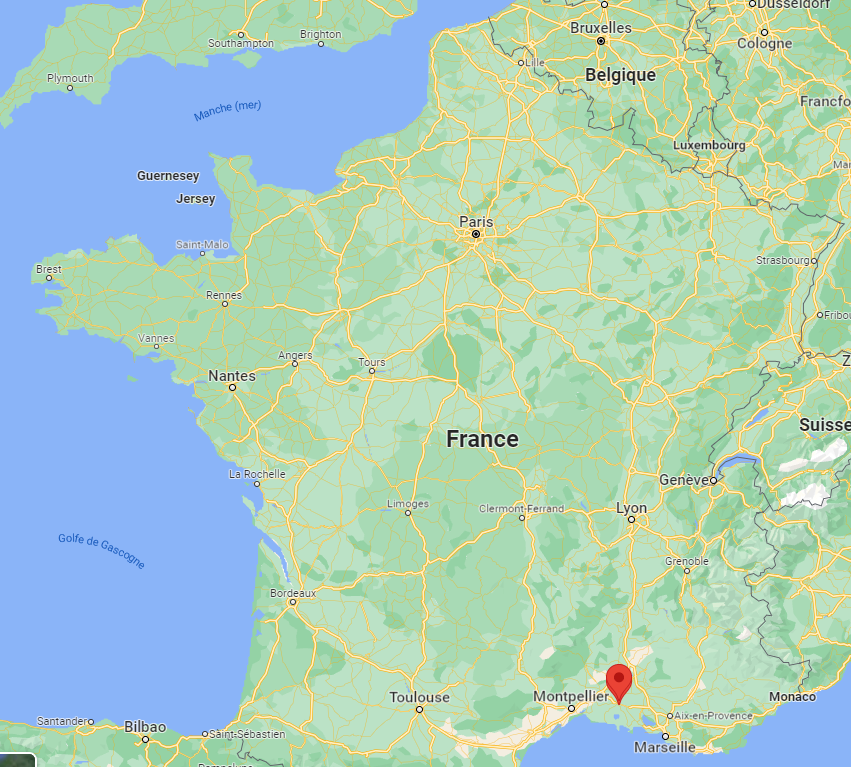 Düsseldorf
Bruxelles
Brighton
Southampton
Cologne
Lille
Belgique
Plymouth
Francfo
Manche (mer)
Luxembourg
Mar
Guernesey
Jersey
Paris
Saint-Malo
Strasbourg
Brest
Rennes
Fribou
Vannes
Angers
Tours
Z
Nantes
Suisse
France
La Rochelle
Genève
Limoges
Clermont-Ferrand
Lyon
Golfe de Gascogne
Grenoble
Bordeaux
Toulouse
Montpellier
Monaco
Aix-en-Provence
Santander
Bilbao
Saint-Sébastien
Marseille